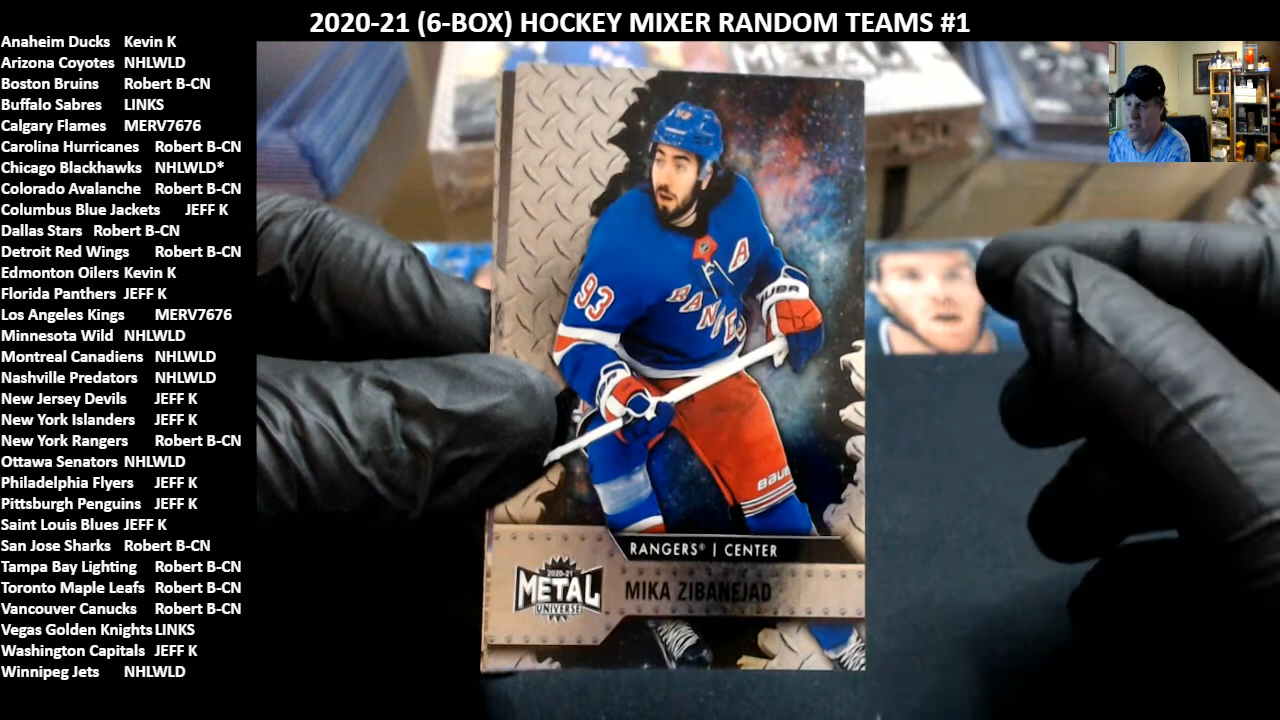 2020-21 (6-BOX) HOCKEY MIXER RANDOM TEAMS #1
Anaheim Ducks Kevin K
Arizona Coyotes NHLWLD
Boston Bruins Robert B-CN
Buffalo Sabres LINKS
Calgary Flames MERV7676
Carolina Hurricanes Robert B-CN
Chicago Blackhawks NHLWLD*
Colorado Avalanche Robert B-CN
Columbus Blue Jackets JEFF K
Dallas Stars Robert B-CN
Detroit Red Wings Robert B-CN
Edmonton Oilers Kevin K
Florida Panthers JEFF K
Los Angeles Kings MERV7676
Minnesota Wild NHLWLD
Montreal Canadiens NHLWLD
Nashville Predators NHLWLD
New Jersey Devils JEFF K
New York Islanders JEFF K
New York Rangers Robert B-CN
Ottawa Senators NHLWLD
Philadelphia Flyers JEFF K
Pittsburgh Penguins JEFF K
Saint Louis Blues JEFF K
San Jose Sharks Robert B-CN
Tampa Bay Lighting Robert B-CN
Toronto Maple Leafs Robert B-CN
Vancouver Canucks Robert B-CN
Vegas Golden Knights LINKS
Washington Capitals JEFF K
Winnipeg Jets NHLWLD
93
A
RANGERS
BAUER
RANGERS® | CENTER
2020-21
METAL
UNIVERSE
MIKA ZIBANEJAD